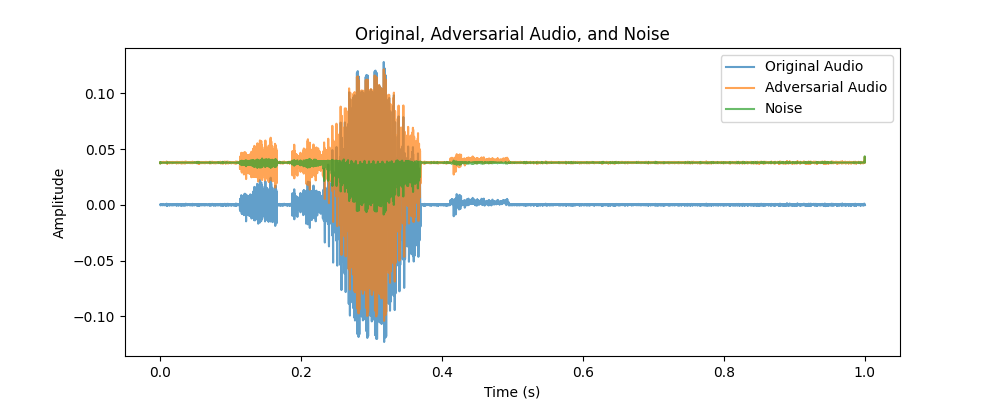 Original, Adversarial Audio, and Noise
Original Audio
Adversarial Audio
Noise
Amplitude
0.10
0.05
0.00
−0.05
−0.10
0.0
0.2
0.4
0.6
0.8
1.0
Time (s)